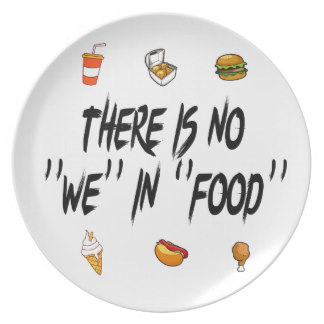 THERE IS NO
"WE" IN "FOOD"